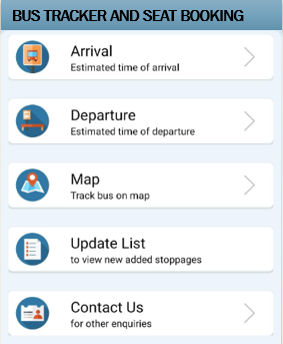 BUS TRACKER AND SEAT BOOKING
Arrival
Estimated time of arrival
Departure
Estimated time of departure
Map
Track bus on map
Update List
to view new added stoppages
Contact Us
for other enquiries